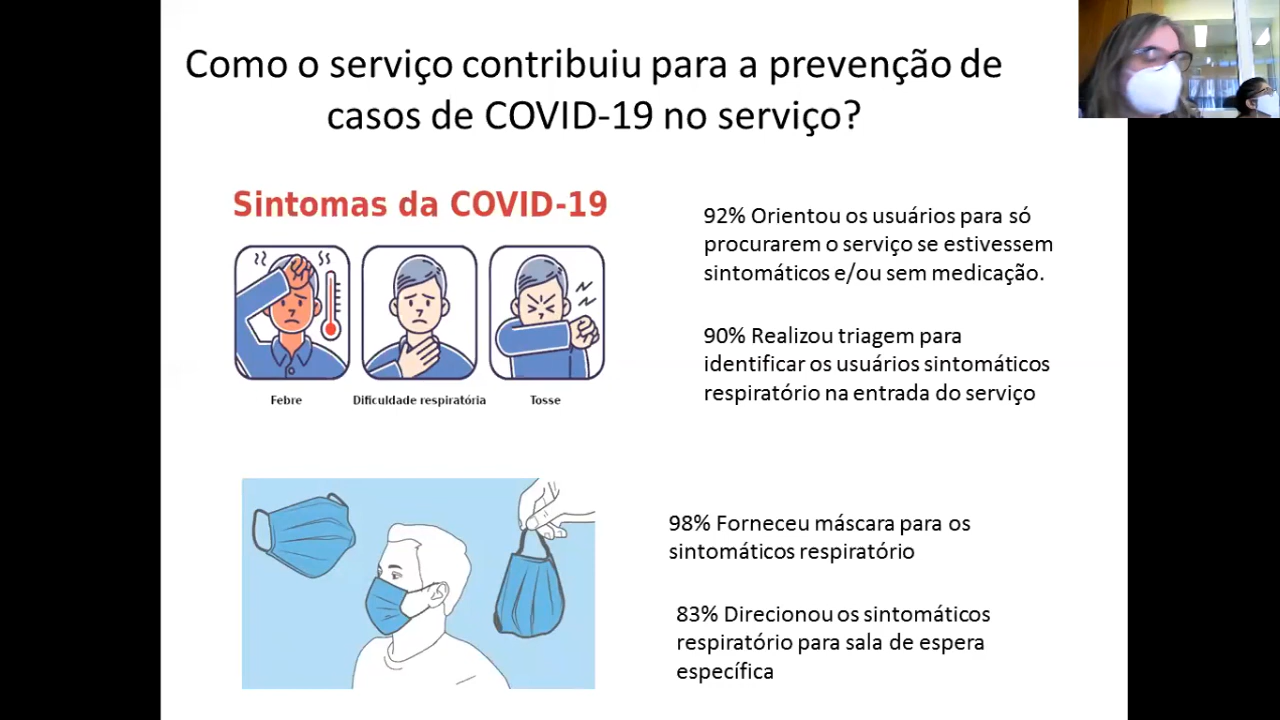 Como o serviço contribuiu para a prevenção de
casos de COVID-19 no serviço?
Sintomas da COVID-19
Febre
Dificuldade respiratória
Tosse
92% Orientou os usuários para só
procurarem o serviço se estivessem
sintomáticos e/ou sem medicação.
90% Realizou triagem para
identificar os usuários sintomáticos
respiratório na entrada do serviço
98% Forneceu máscara para os
sintomáticos respiratório
83% Direcionou os sintomáticos
respiratório para sala de espera
específica